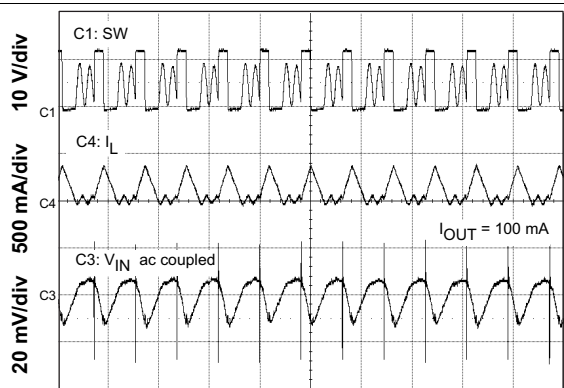 10 V/div
C1: SW
C1
500 mA/div
C4: I_L
C4
I_OUT = 100 mA
20 mV/div
C3: V_IN ac coupled
C3